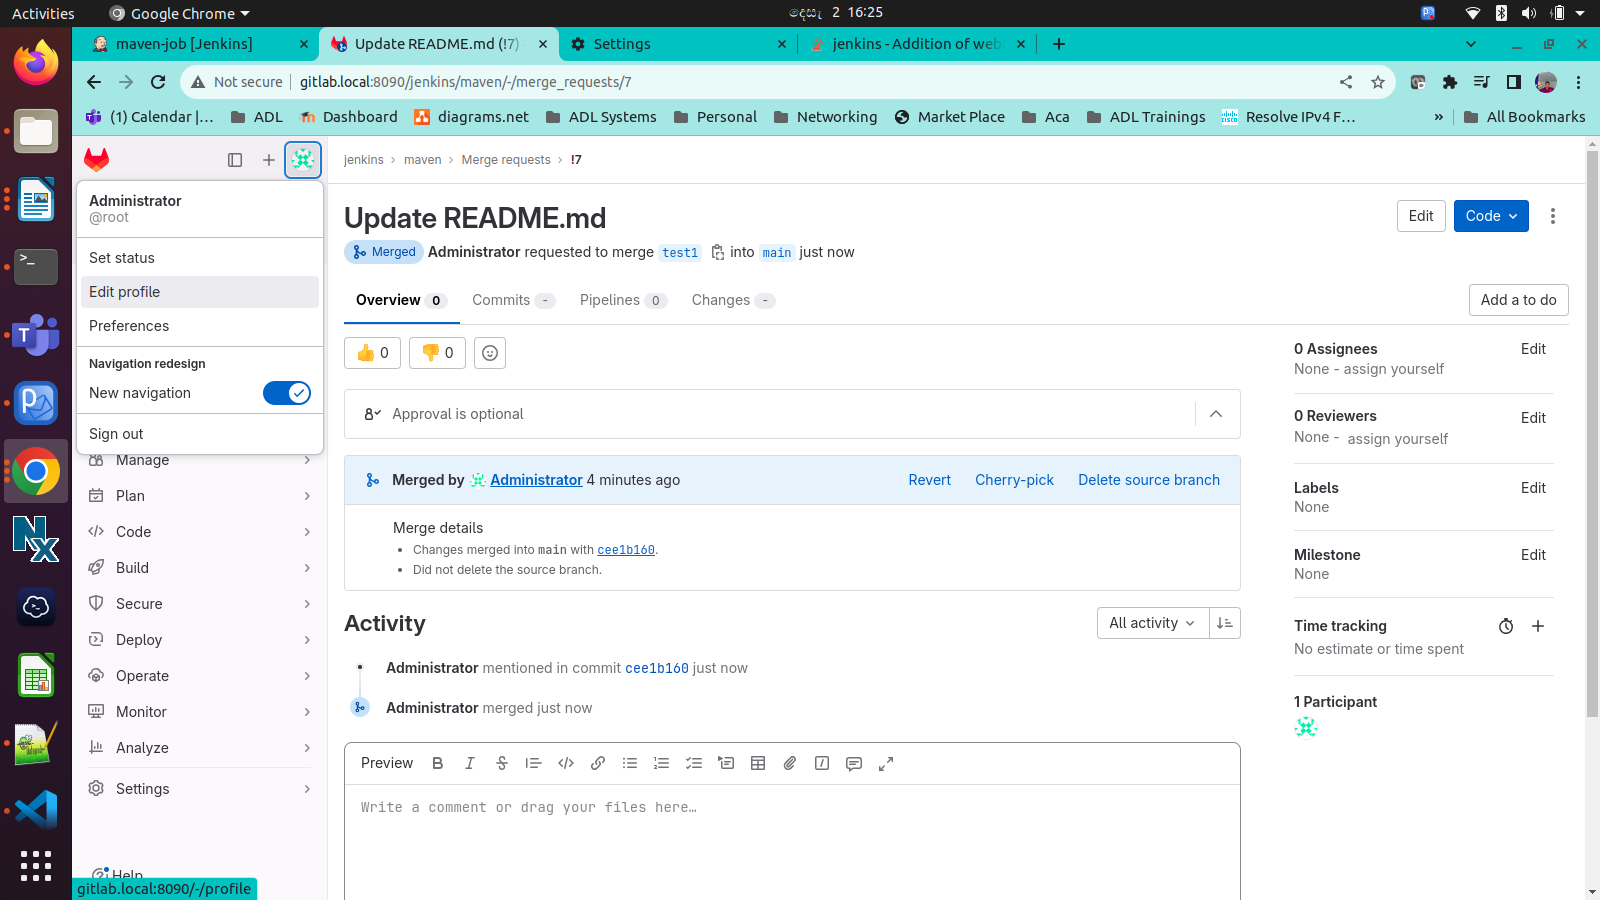 Activities
Google Chrome
දෙසැ 2 16:25
maven-job [Jenkins]
Update README.md (!7)
Settings
jenkins - Addition of web
Not secure
gitlab.local:8090/jenkins/maven/-/merge_requests/7
(1) Calendar |...
ADL
Dashboard
diagrams.net
ADL Systems
Personal
Networking
Market Place
Aca
ADL Trainings
Resolve IPv4 F...
»
All Bookmarks
jenkins › maven › Merge requests › !7
Administrator
@root
Set status
Edit profile
Preferences
Navigation redesign
New navigation
Sign out
Manage
Plan
Code
Build
Secure
Deploy
Operate
Monitor
Analyze
Settings
Help
gitlab.local:8090/-/profile
Update README.md
Edit
Code
Merged Administrator requested to merge test1 into main just now
Overview 0
Commits -
Pipelines 0
Changes -
Add a to do
👍 0
👎 0
Approval is optional
Merged by Administrator 4 minutes ago
Revert
Cherry-pick
Delete source branch
Merge details
• Changes merged into main with cee1b160.
• Did not delete the source branch.
Activity
All activity
Administrator mentioned in commit cee1b160 just now
Administrator merged just now
Preview
Write a comment or drag your files here…
0 Assignees
Edit
None - assign yourself
0 Reviewers
Edit
None - assign yourself
Labels
Edit
None
Milestone
Edit
None
Time tracking
No estimate or time spent
1 Participant